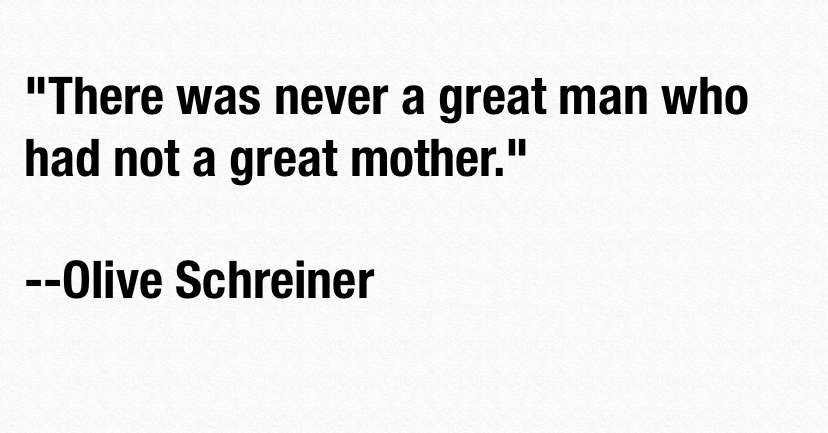 "There was never a great man who
had not a great mother."
--Olive Schreiner